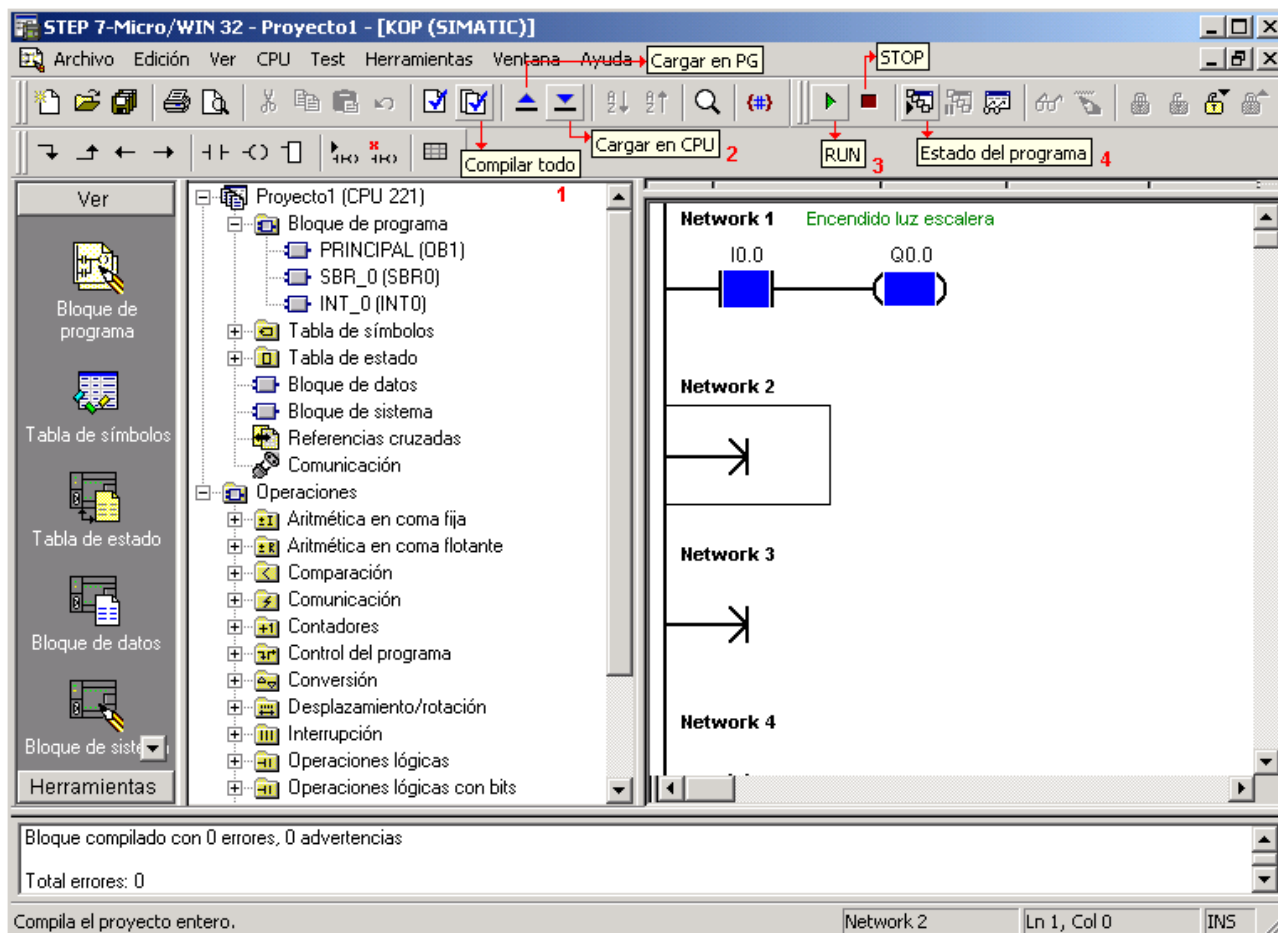 STEP 7-Micro/WIN 32 - Proyecto1 - [KOP (SIMATIC)]
Archivo Edición Ver CPU Test Herramientas Ventana Ayuda
Cargar en PG
STOP
Compilar todo
1
Cargar en CPU
2
RUN
3
Estado del programa
4
Ver
Bloque de
programa
Tabla de símbolos
Tabla de estado
Bloque de datos
Bloque de
Herramientas
Proyecto1 (CPU 221)
Bloque de programa
PRINCIPAL (OB1)
SBR_0 (SBR0)
INT_0 (INT0)
Tabla de símbolos
Tabla de estado
Bloque de datos
Bloque de sistema
Referencias cruzadas
Comunicación
Operaciones
Aritmética en coma fija
Aritmética en coma flotante
Comparación
Comunicación
Contadores
Control del programa
Conversión
Desplazamiento/rotación
Interrupción
Operaciones lógicas
Operaciones lógicas con bits
Network 1 Encendido luz escalera
I0.0 Q0.0
Network 2
Network 3
Network 4
Bloque compilado con 0 errores, 0 advertencias
Total errores: 0
Compila el proyecto entero.
Network 2
Ln 1, Col 0
INS